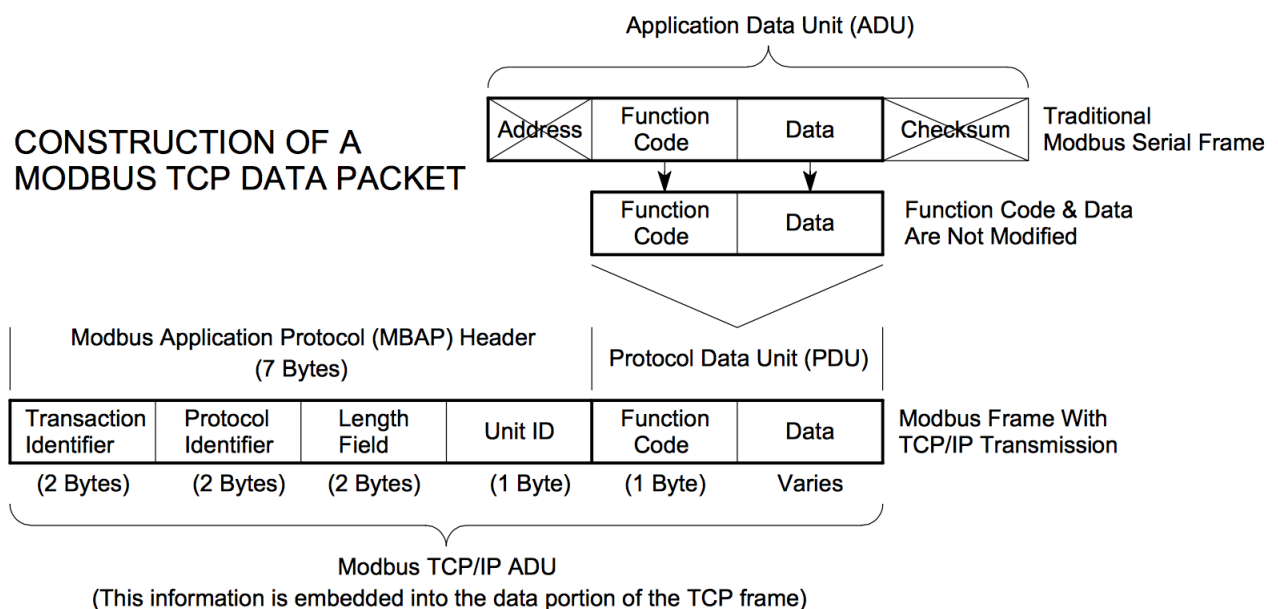 Application Data Unit (ADU)
CONSTRUCTION OF A
MODBUS TCP DATA PACKET
Address
Function
Code
Data
Checksum
Traditional
Modbus Serial Frame
Function
Code
Data
Function Code & Data
Are Not Modified
Modbus Application Protocol (MBAP) Header
(7 Bytes)
Protocol Data Unit (PDU)
Transaction
Identifier
Protocol
Identifier
Length
Field
Unit ID
Function
Code
Data
Modbus Frame With
TCP/IP Transmission
(2 Bytes)
(2 Bytes)
(2 Bytes)
(1 Byte)
(1 Byte)
Varies
Modbus TCP/IP ADU
(This information is embedded into the data portion of the TCP frame)